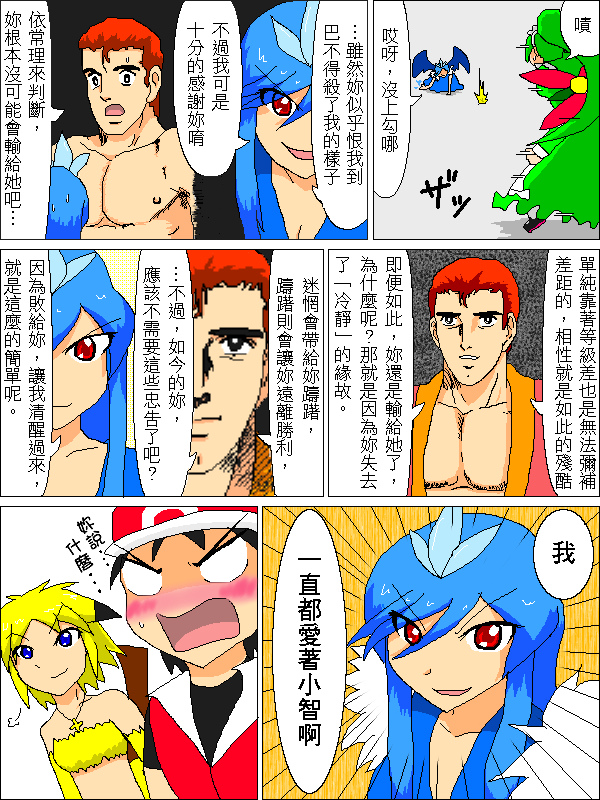 嘖
哎呀，沒上勾哪
ザッ
…雖然妳似乎恨我到
巴不得殺了我的樣子
不過我可是
十分的感謝妳唷
依常理來判斷，
妳根本沒可能會輸給她吧…
單純靠著等級差也是無法彌補
差距的，相性就是如此的殘酷
即便如此，妳還是輸給她了，
為什麼呢？那就是因為妳失去
了「冷靜」的緣故。
迷惘會帶給妳躊躇，
躊躇則會讓妳遠離勝利，
…不過，如今的妳，
應該不需要這些忠告了吧？
因為敗給妳，讓我清醒過來，
就是這麼的簡單呢。
我
一直都愛著小智啊
妳說
什麼…